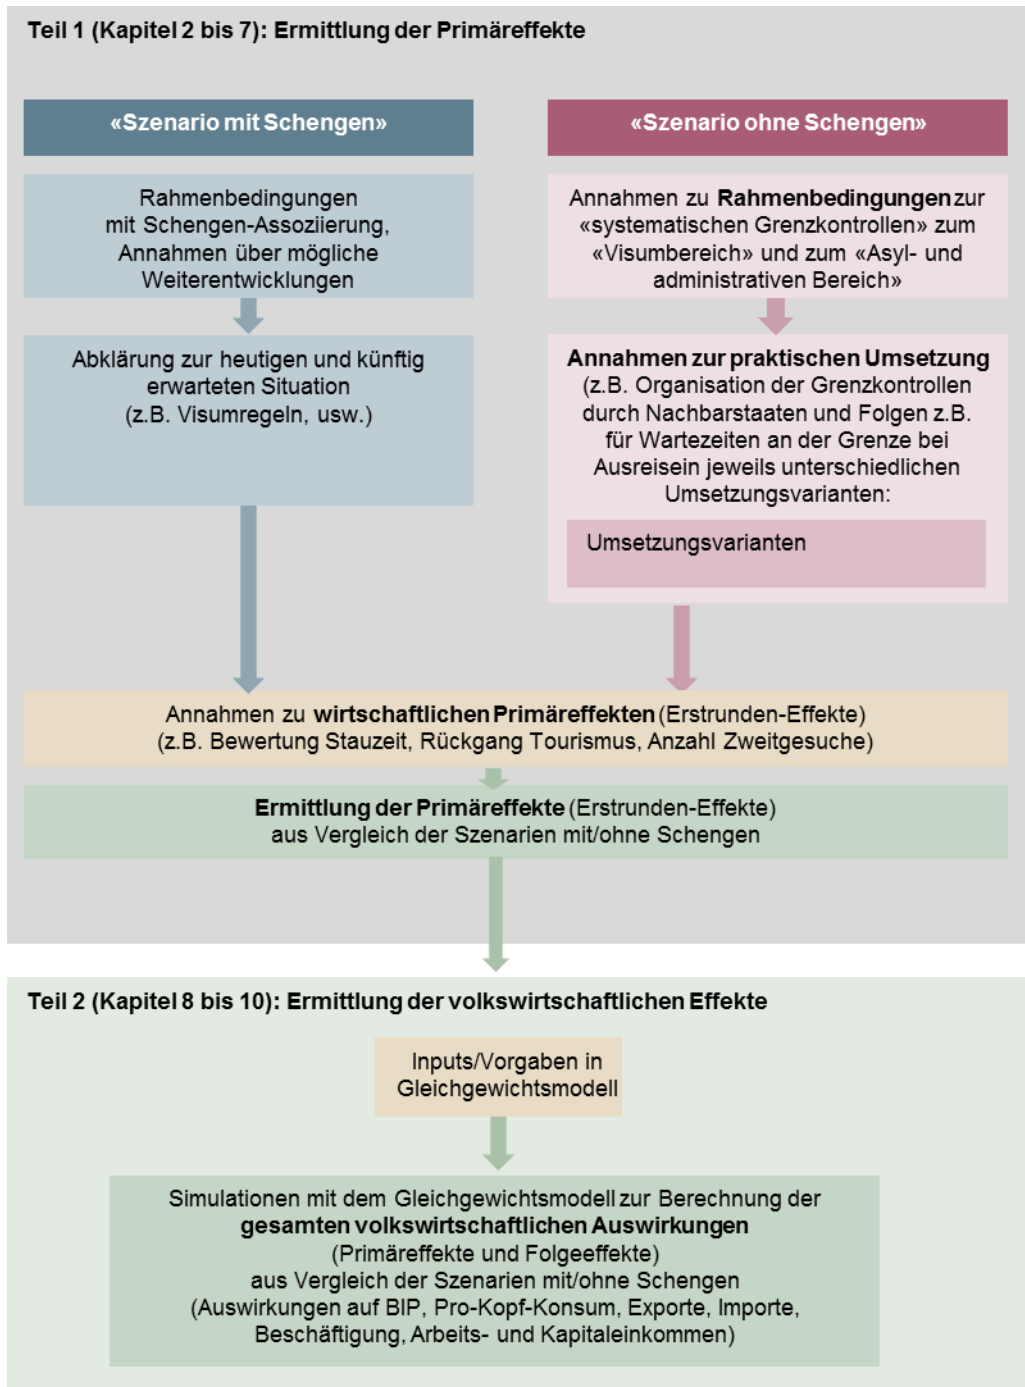 Teil 1 (Kapitel 2 bis 7): Ermittlung der Primäreffekte
«Szenario mit Schengen»
Rahmenbedingungen
mit Schengen-Assoziierung,
Annahmen über mögliche
Weiterentwicklungen
Abklärung zur heutigen und künftig
erwarteten Situation
(z.B. Visumregeln, usw.)
«Szenario ohne Schengen»
Annahmen zu Rahmenbedingungen zur
«systematischen Grenzkontrollen» zum
«Visumbereich» und zum «Asyl- und
administrativen Bereich»
Annahmen zur praktischen Umsetzung
(z.B. Organisation der Grenzkontrollen
durch Nachbarstaaten und Folgen z.B.
für Wartezeiten an der Grenze bei
Ausreisein jeweils unterschiedlichen
Umsetzungsvarianten:
Umsetzungsvarianten
Annahmen zu wirtschaftlichen Primäreffekten (Erstrunden-Effekte)
(z.B. Bewertung Stauzeit, Rückgang Tourismus, Anzahl Zweitgesuche)
Ermittlung der Primäreffekte (Erstrunden-Effekte)
aus Vergleich der Szenarien mit/ohne Schengen
Teil 2 (Kapitel 8 bis 10): Ermittlung der volkswirtschaftlichen Effekte
Inputs/Vorgaben in
Gleichgewichtsmodell
Simulationen mit dem Gleichgewichtsmodell zur Berechnung der
gesamten volkswirtschaftlichen Auswirkungen
(Primäreffekte und Folgeeffekte)
aus Vergleich der Szenarien mit/ohne Schengen
(Auswirkungen auf BIP, Pro-Kopf-Konsum, Exporte, Importe,
Beschäftigung, Arbeits- und Kapitaleinkommen)